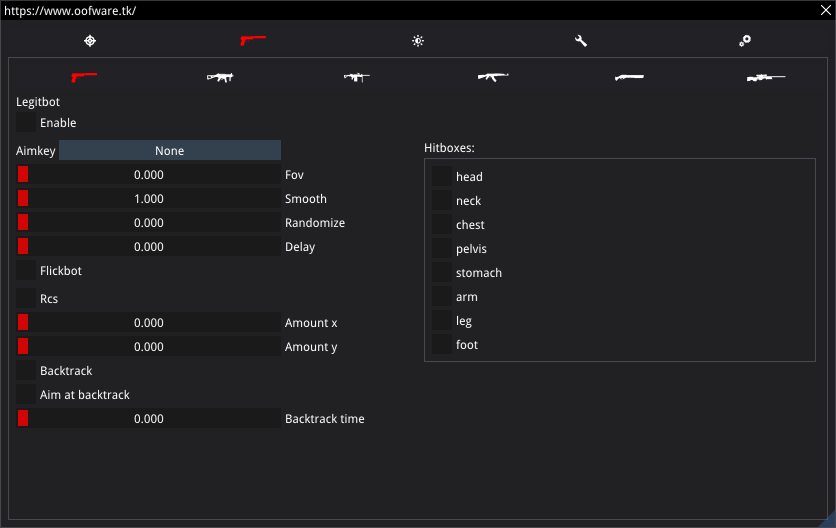 https://www.oofware.tk/
Legitbot
Enable
Aimkey None
0.000 Fov
1.000 Smooth
0.000 Randomize
0.000 Delay
Flickbot
Rcs
0.000 Amount x
0.000 Amount y
Backtrack
Aim at backtrack
0.000 Backtrack time
Hitboxes:
head
neck
chest
pelvis
stomach
arm
leg
foot